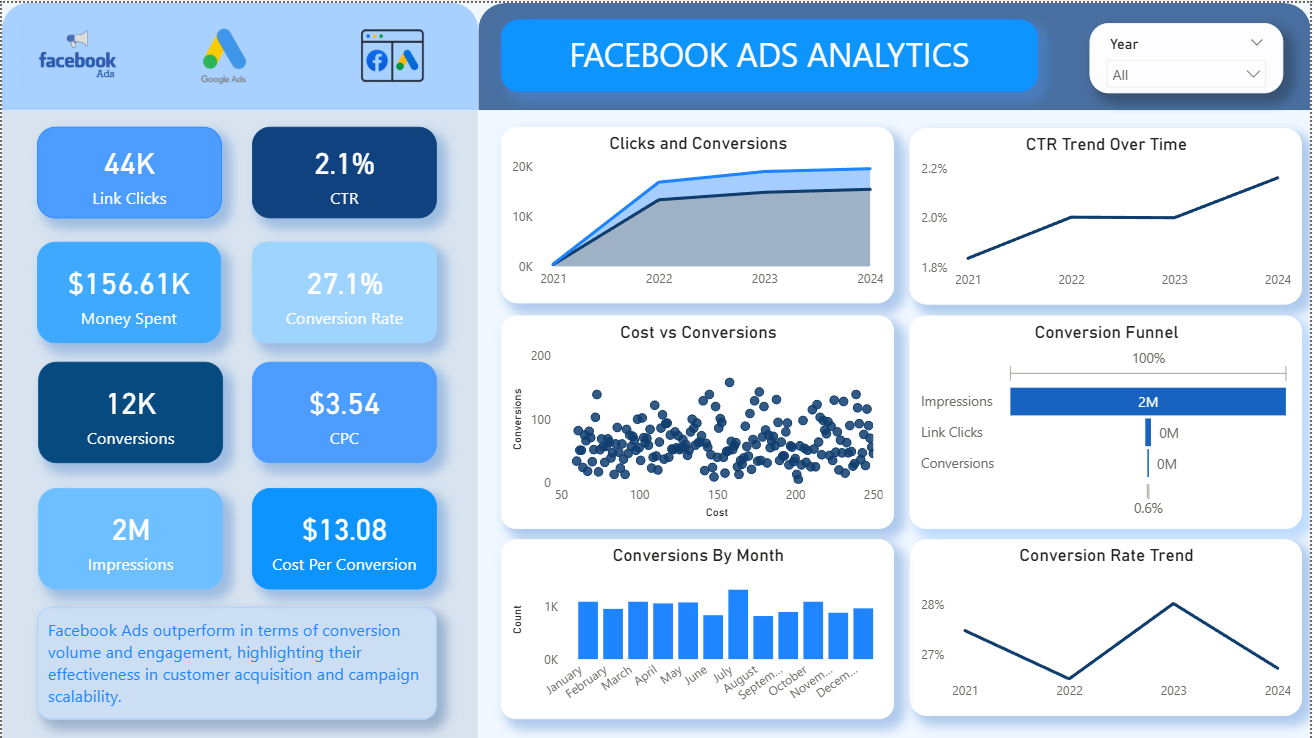 facebook
Ads
Google Ads
FACEBOOK ADS ANALYTICS
Year
All
44K
Link Clicks
2.1%
CTR
$156.61K
Money Spent
27.1%
Conversion Rate
12K
Conversions
$3.54
CPC
2M
Impressions
$13.08
Cost Per Conversion
Facebook Ads outperform in terms of conversion
volume and engagement, highlighting their
effectiveness in customer acquisition and campaign
scalability.
Clicks and Conversions
20K
10K
0K
2021 2022 2023 2024
CTR Trend Over Time
2.2%
2.0%
1.8%
2021 2022 2023 2024
Cost vs Conversions
Conversions
200
100
0
50 100 150 200 250
Cost
Conversion Funnel
100%
Impressions 2M
Link Clicks 0M
Conversions 0M
0.6%
Conversions By Month
Count
1K
0K
January February March April May June July August Septem... October Novem... Decem...
Conversion Rate Trend
28%
27%
2021 2022 2023 2024